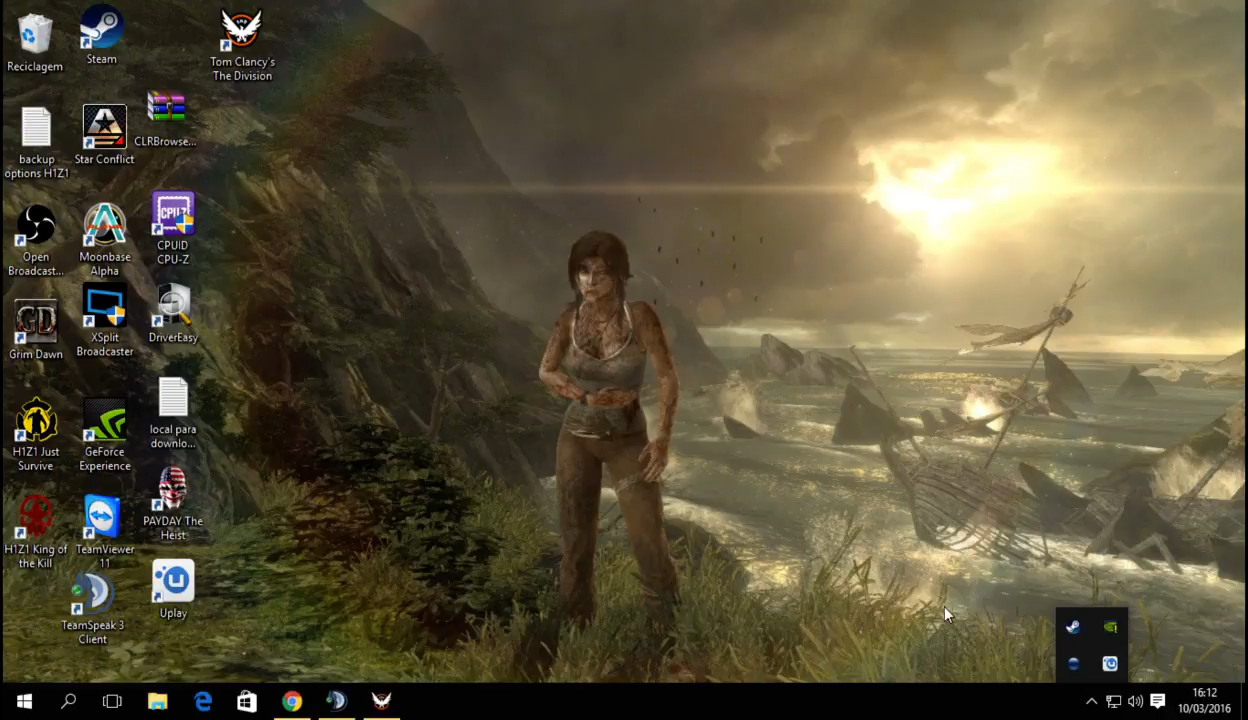 Reciclagem
Steam
Tom Clancy's
The Division
backup
options H1Z1
Star Conflict
CLRBrowse...
Open
Broadcast...
Moonbase
Alpha
CPUZ
CPUID
CPU-Z
GD
Grim Dawn
XSplit
Broadcaster
DriverEasy
H1Z1 Just
Survive
GeForce
Experience
local para
downlo...
H1Z1 King of
the Kill
TeamViewer
11
PAYDAY The
Heist
TeamSpeak 3
Client
Uplay
16:12
10/03/2016